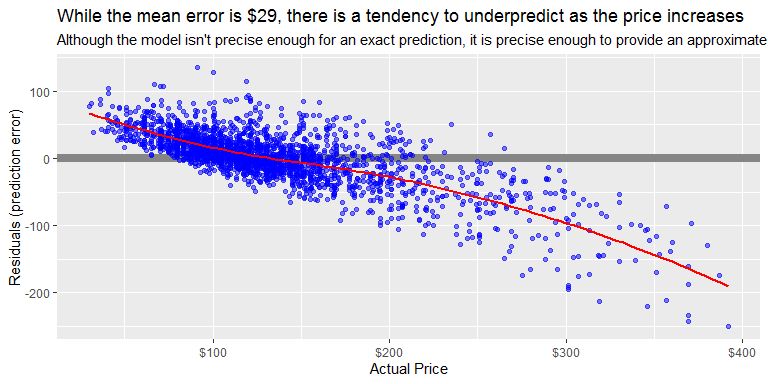 While the mean error is $29, there is a tendency to underpredict as the price increases
Although the model isn't precise enough for an exact prediction, it is precise enough to provide an approximate
Residuals (prediction error)
100
0
-100
-200
$100
$200
$300
$400
Actual Price